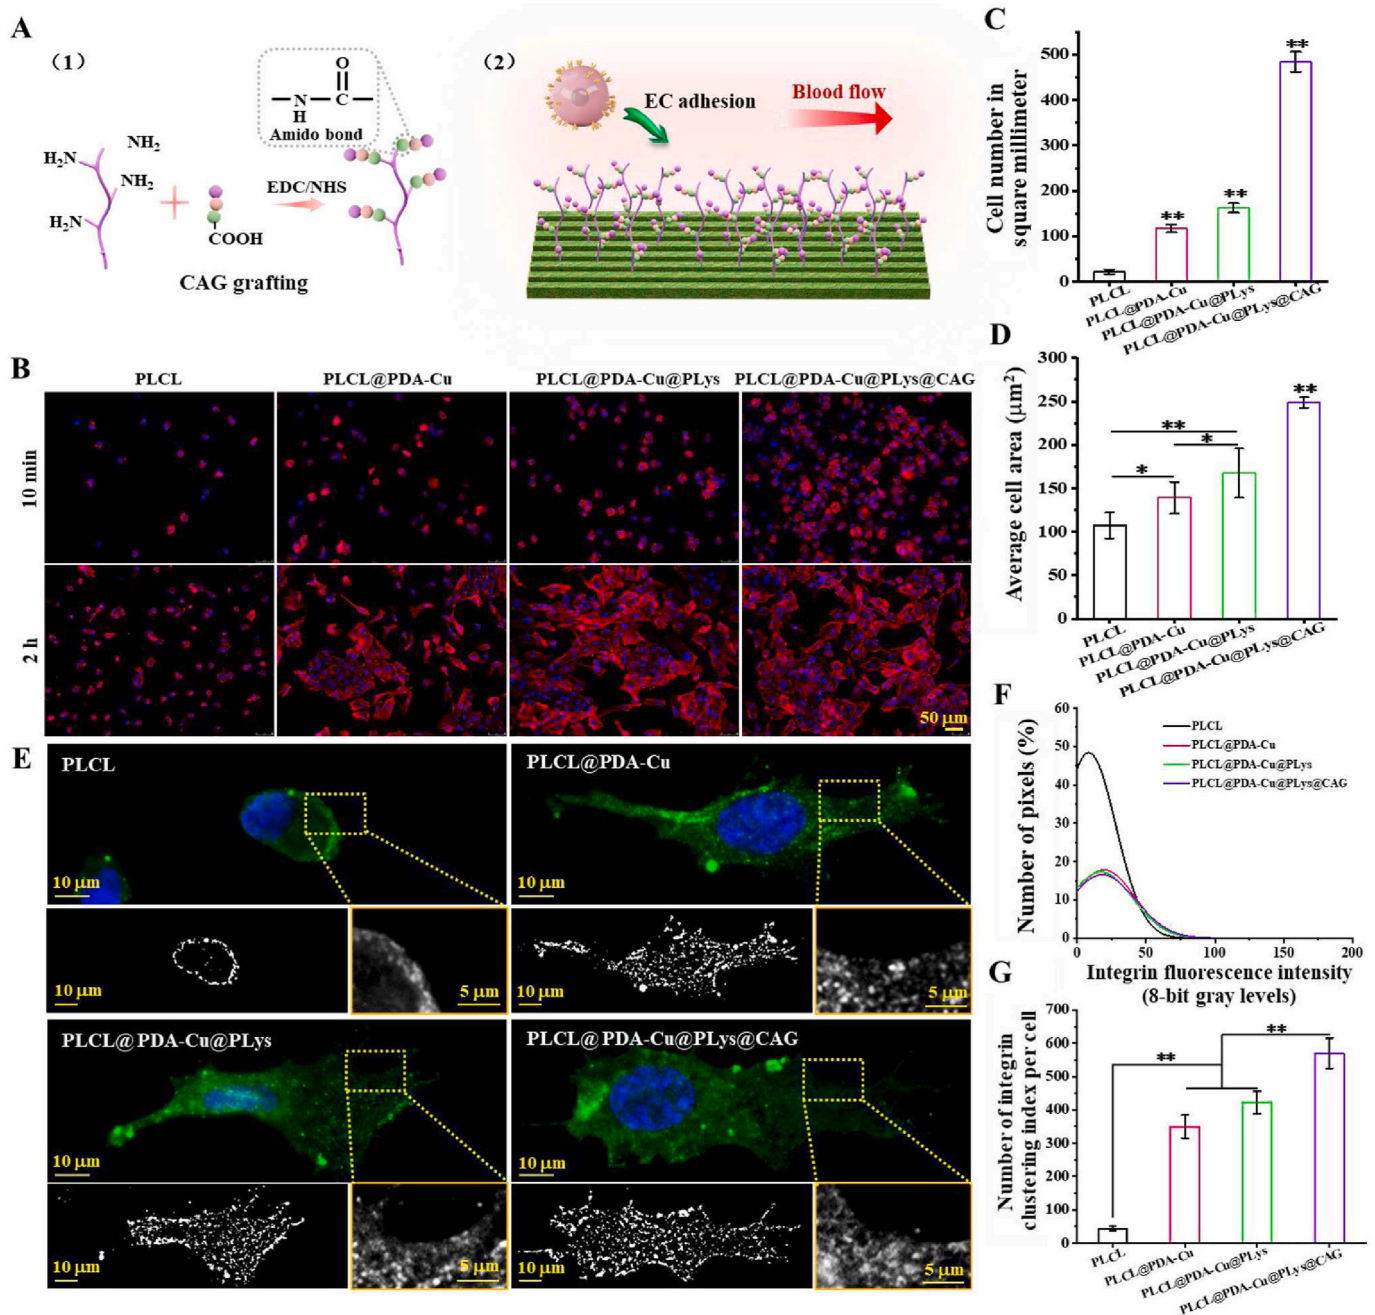 A
(1)
O
N
C
H
Amido bond
H₂N
NH₂
NH₂
H₂N
COOH
EDC/NHS
CAG grafting
(2)
EC adhesion
Blood flow
B
PLCL
PLCL@PDA-Cu
PLCL@PDA-Cu@PLys
PLCL@PDA-Cu@PLys@CAG
10 min
2 h
50 μm
C
Cell number in
square millimeter
500
400
300
200
100
0
**
**
**
PLCL
PLCL@PDA-Cu
PLCL@PDA-Cu@PLys
PLCL@PDA-Cu@PLys@CAG
D
Average cell area (μm²)
300
250
200
150
100
50
0
*
**
*
**
PLCL
PLCL@PDA-Cu
PLCL@PDA-Cu@PLys
PLCL@PDA-Cu@PLys@CAG
E
PLCL
10 μm
10 μm
5 μm
PLCL@PDA-Cu
10 μm
10 μm
5 μm
PLCL@PDA-Cu@PLys
10 μm
10 μm
5 μm
PLCL@PDA-Cu@PLys@CAG
10 μm
10 μm
5 μm
F
Number of pixels (%)
60
50
40
30
20
10
0
0
50
100
150
200
PLCL
PLCL@PDA-Cu
PLCL@PDA-Cu@PLys
PLCL@PDA-Cu@PLys@CAG
Integrin fluorescence intensity
(8-bit gray levels)
G
Number of integrin
clustering index per cell
700
600
500
400
300
200
100
0
**
**
PLCL
PLCL@PDA-Cu
PLCL@PDA-Cu@PLys
PLCL@PDA-Cu@PLys@CAG